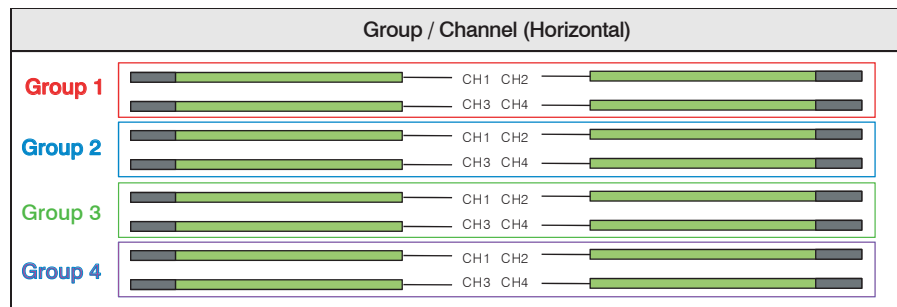 Group / Channel (Horizontal)
Group 1
CH1 CH2
CH3 CH4
Group 2
CH1 CH2
CH3 CH4
Group 3
CH1 CH2
CH3 CH4
Group 4
CH1 CH2
CH3 CH4